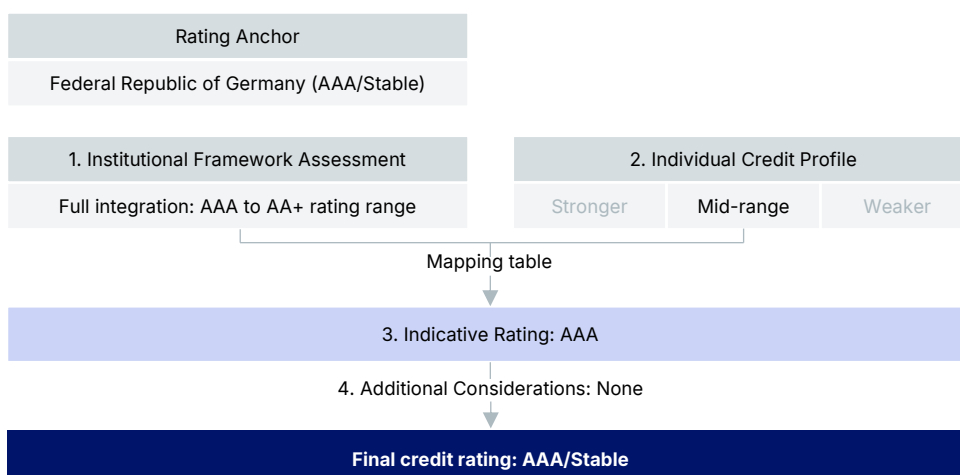 Rating Anchor
Federal Republic of Germany (AAA/Stable)
1. Institutional Framework Assessment
Full integration: AAA to AA+ rating range
2. Individual Credit Profile
Stronger
Mid-range
Weaker
Mapping table
3. Indicative Rating: AAA
4. Additional Considerations: None
Final credit rating: AAA/Stable